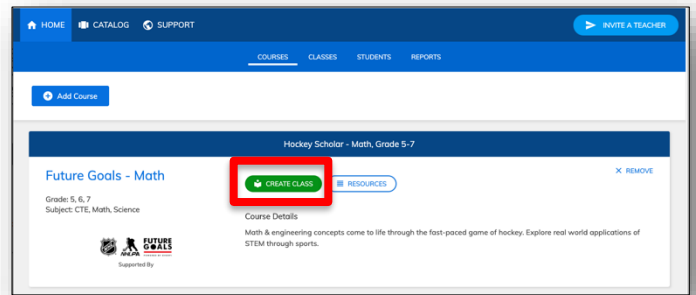 HOME CATALOG SUPPORT INVITE A TEACHER
COURSES CLASSES STUDENTS REPORTS
Add Course
Hockey Scholar - Math, Grade 5-7
Future Goals - Math
CREATE CLASS RESOURCES X REMOVE
Grade: 5, 6, 7
Subject: CTE, Math, Science
Course Details
Math & engineering concepts come to life through the fast-paced game of hockey. Explore real world applications of
STEM through sports.
NHL NHLPA FUTURE
GOALS
Supported By